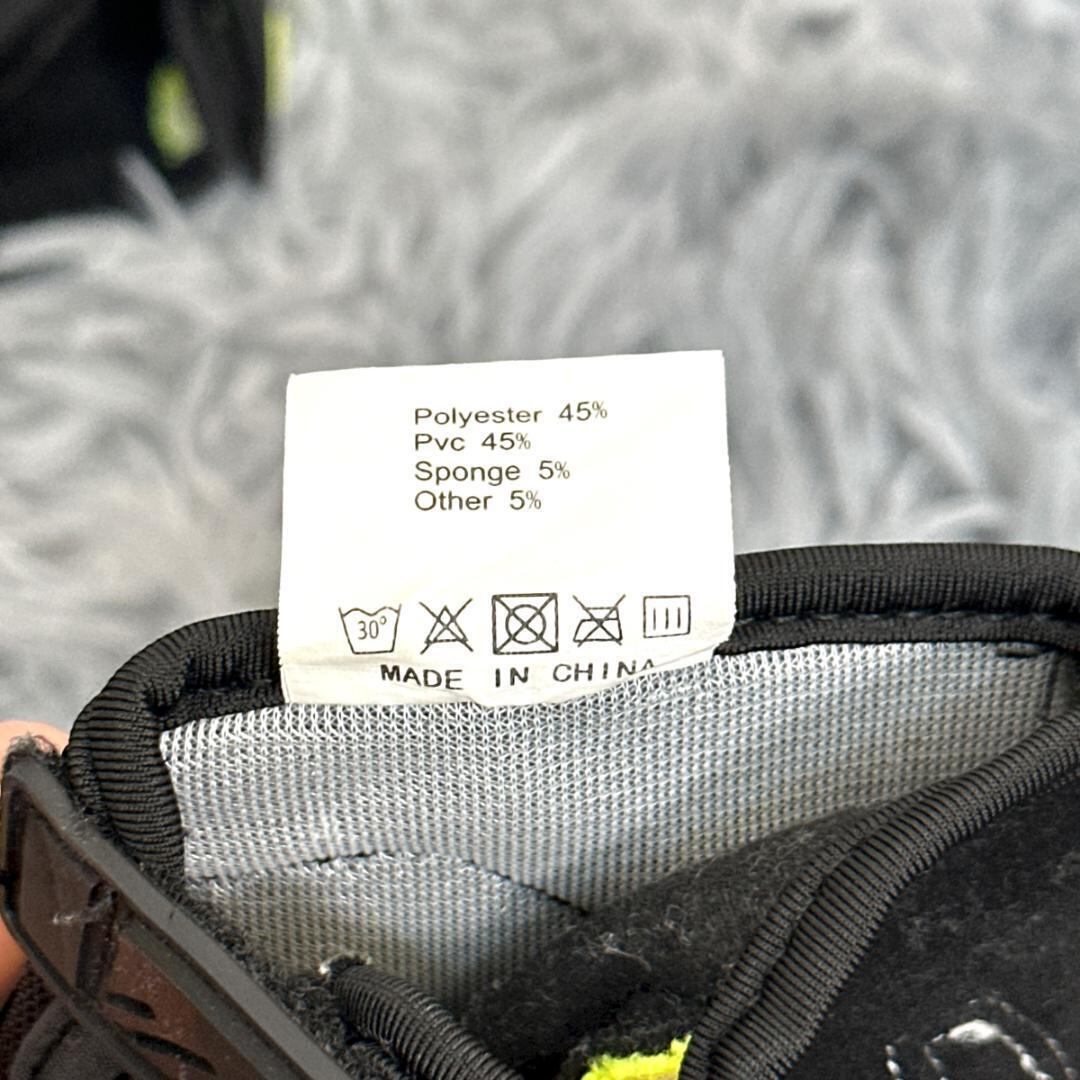 Polyester 45%
Pvc 45%
Sponge 5%
Other 5%
30°
MADE IN CHINA